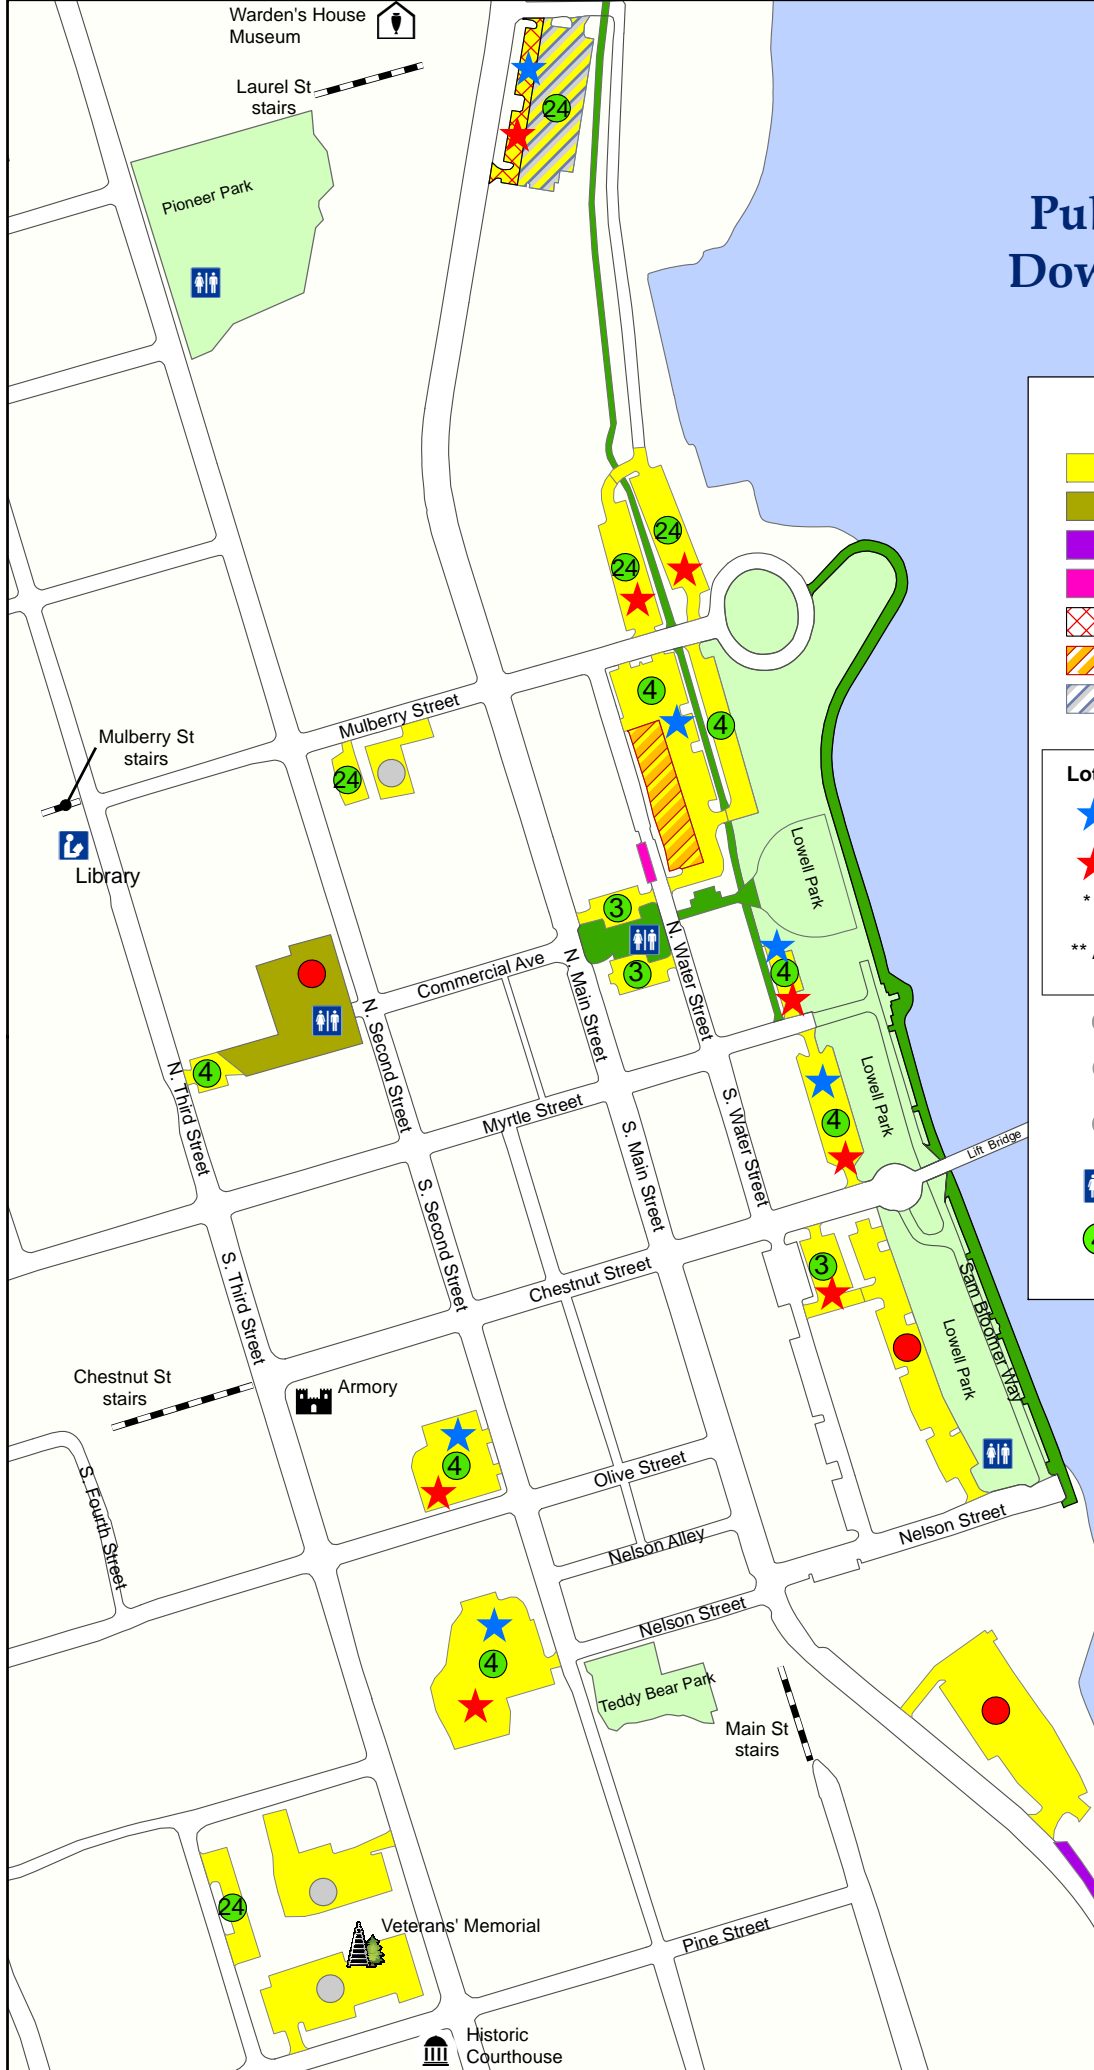 Warden's House
Museum
Laurel St
stairs
24
Pioneer Park
Pu
Dow
24
24
4
4
Mulberry Street
Mulberry St
stairs
24
Lo
Library
Lowell Park
*
3
N. Water Street
** 
Commercial Ave
N. Main Street
3
4
N. Second Street
4
N. Third Street
Lowell Park
Myrtle Street
S. Water Street
4
S. Main Street
Lift Bridge
S. Second Street
S. Third Street
Chestnut Street
3
Sam Bloomer Way
Lowell Park
Chestnut St
stairs
Armory
4
Olive Street
S. Fourth Street
Nelson Street
Nelson Alley
Nelson Street
4
Teddy Bear Park
Main St
stairs
24
Veterans' Memorial
Pine Street
Historic
Courthouse